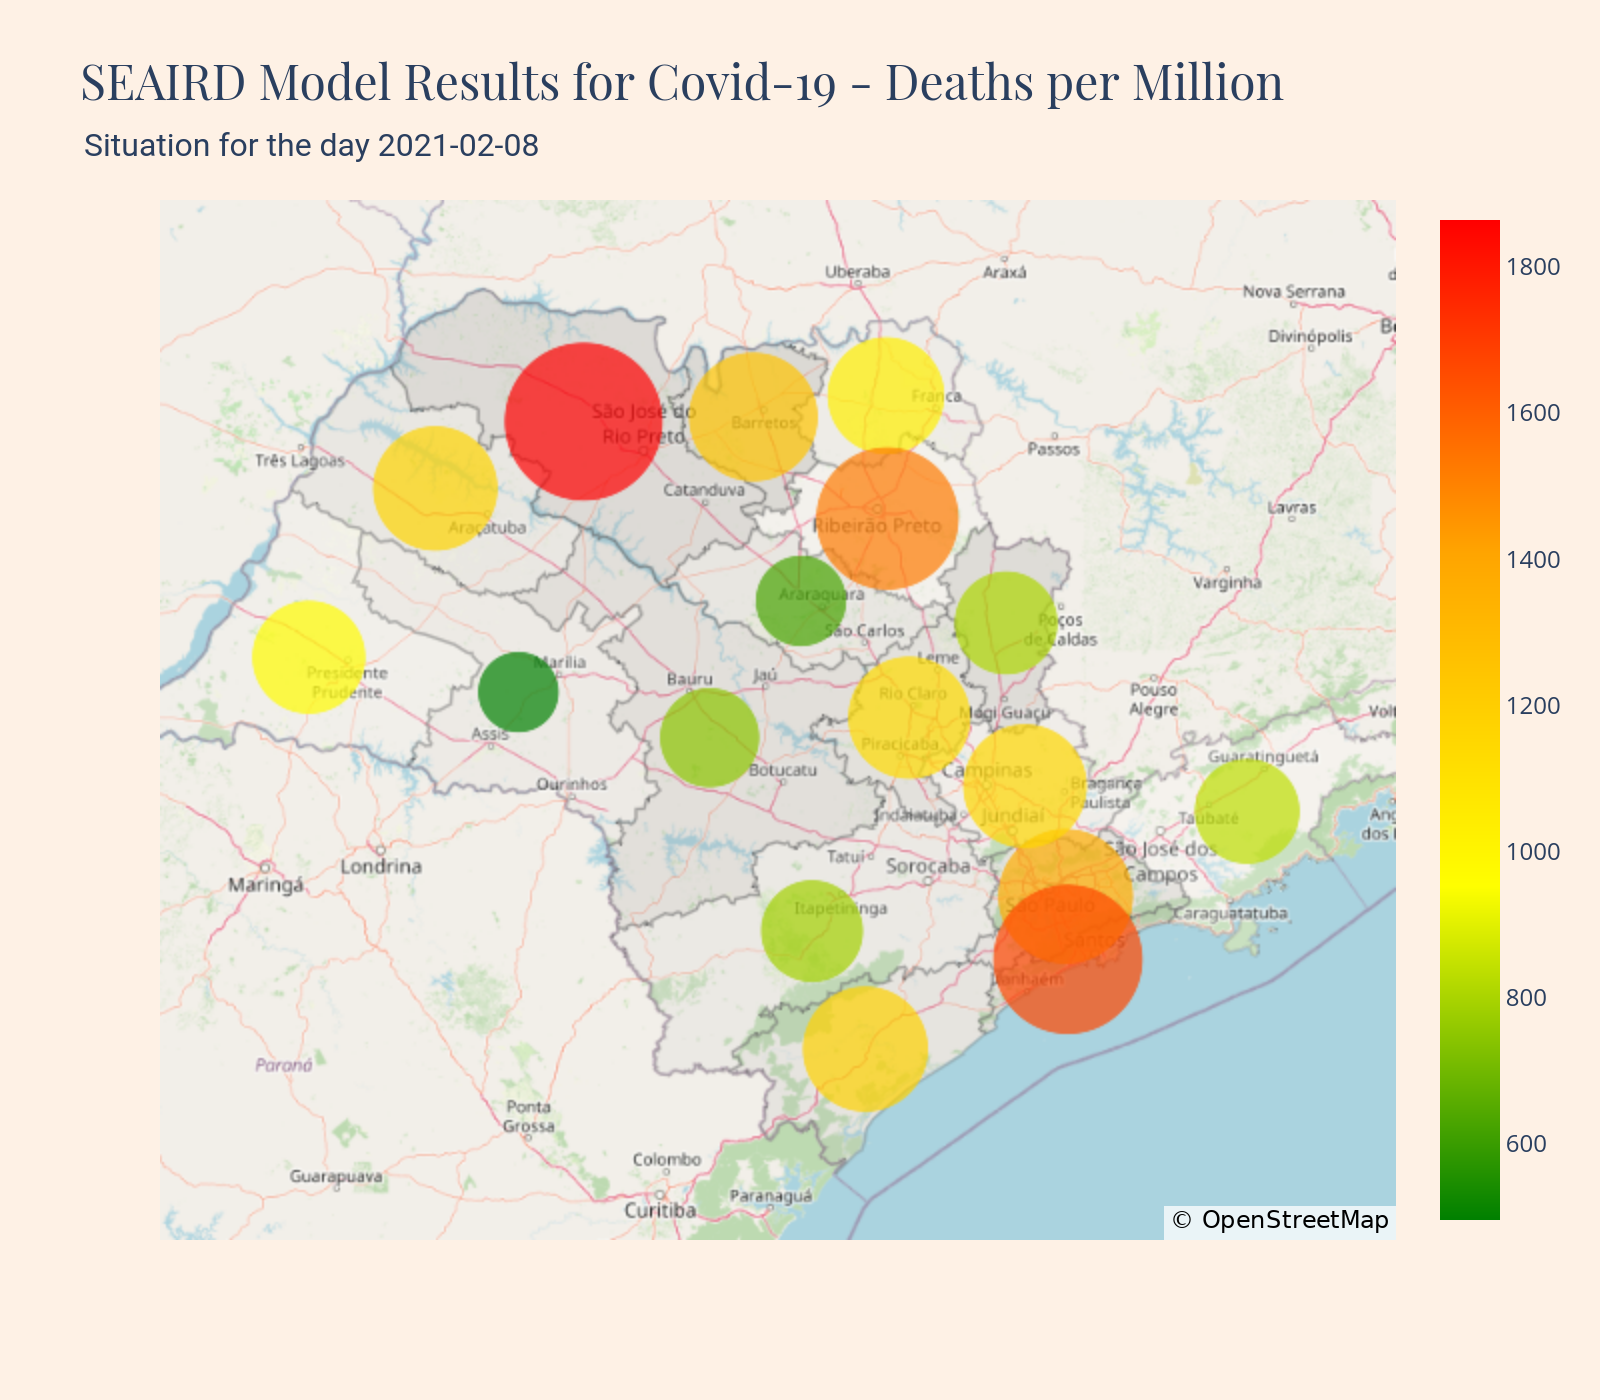 SEAIRD Model Results for Covid-19 - Deaths per Million
Situation for the day 2021-02-08
Uberaba
Araxá
1800
Nova Serrana
Divinópolis
Franca
São José do
Rio Preto
1600
Barretos
Passos
Três Lagoas
Catanduva
Lavras
Araçatuba
Ribeirão Preto
1400
Varginha
Araraquara
Poços
de Caldas
São Carlos
Leme
Marília
Presidente
Prudente
Bauru
Jaú
Rio Claro
Pouso
Alegre
1200
Mogi Guaçu
Volt
Assis
Piracicaba
Guaratinguetá
Botucatu
Campinas
Ourinhos
Bragança
Paulista
Indaiatuba
Jundiaí
Taubaté
Ang
dos
Tatuí
São José dos
Campos
1000
Londrina
Sorocaba
Maringá
Itapetininga
São Paulo
Caraguatatuba
Santos
Itanhaém
800
Paraná
Ponta
Grossa
600
Colombo
Guarapuava
Paranaguá
Curitiba
© OpenStreetMap